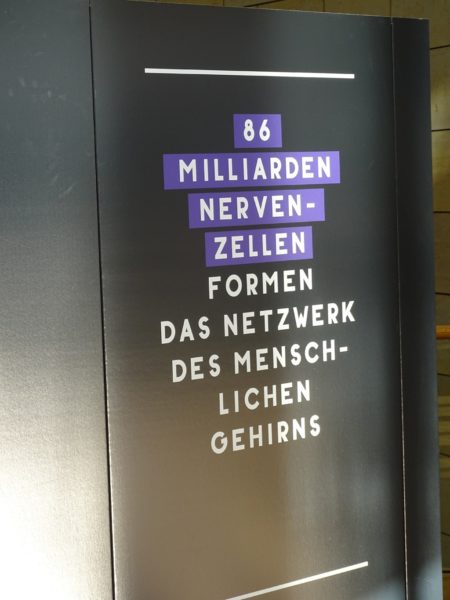 86
MILLIARDEN
NERVEN-
ZELLEN
FORMEN
DAS NETZWERK
DES MENSCH-
LICHEN
GEHIRNS